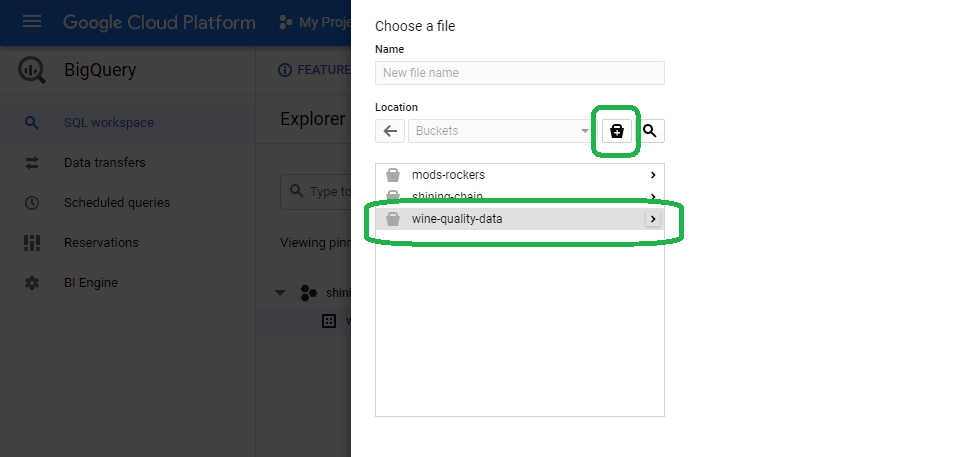 Google Cloud Platform
My Proje
BigQuery
FEATURE
SQL workspace
Data transfers
Scheduled queries
Reservations
BI Engine
Explorer
Type to
Viewing pinn
shini
w
Choose a file
Name
New file name
Location
Buckets
mods-rockers
shining-chain
wine-quality-data